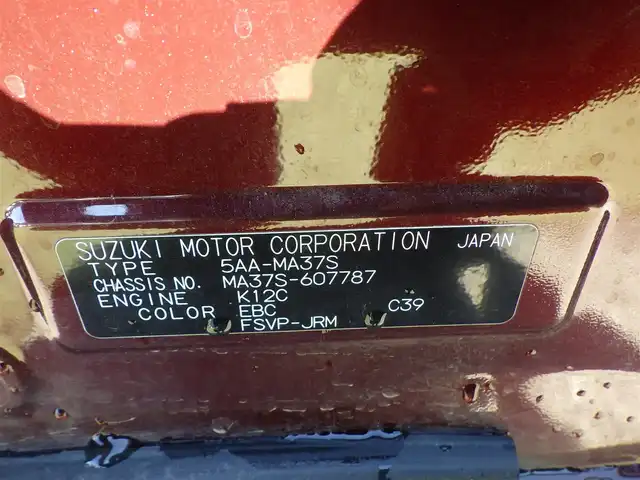 SUZUKI MOTOR CORPORATION JAPAN
TYPE 5AA-MA37S
CHASSIS NO. MA37S-607787
ENGINE K12C
COLOR EBC C39
FSVP-JRM